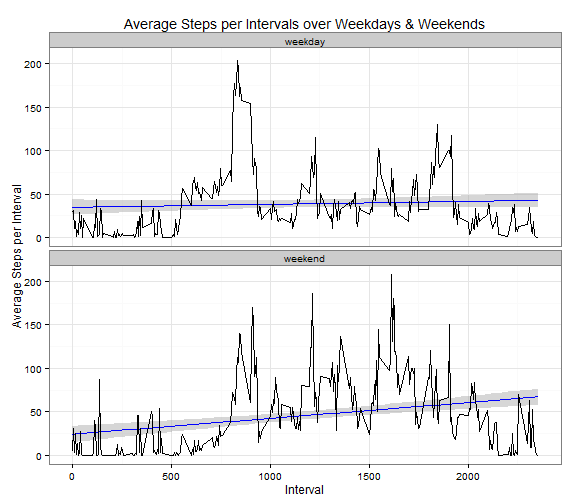 Average Steps per Intervals over Weekdays & Weekends
weekday
200
150
100
50
0
weekend
200
150
100
50
0
Average Steps per Interval
0 500 1000 1500 2000
Interval